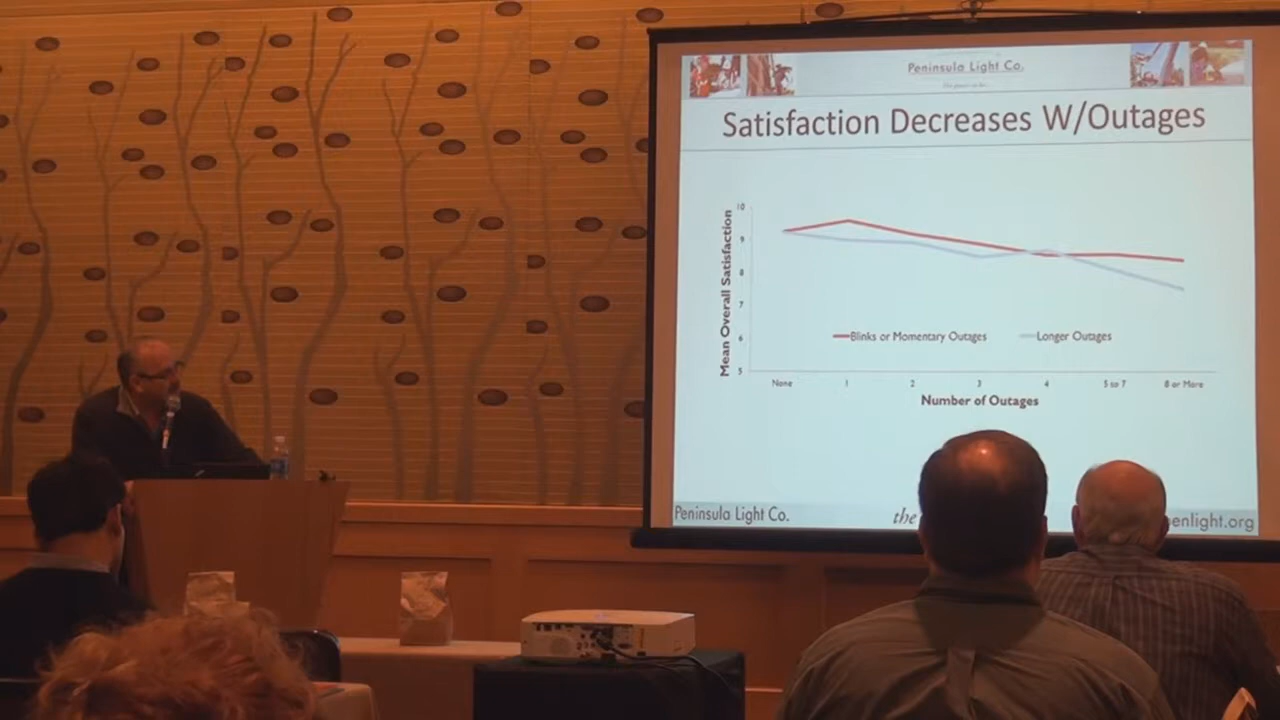 Peninsula Light Co.
Satisfaction Decreases W/Outages
Mean Overall Satisfaction
10
9
8
7
6
5
Blinks or Momentary Outages
Longer Outages
None
1
2
3
4
5 to 7
8 or More
Number of Outages
Peninsula Light Co.
the
penlight.org